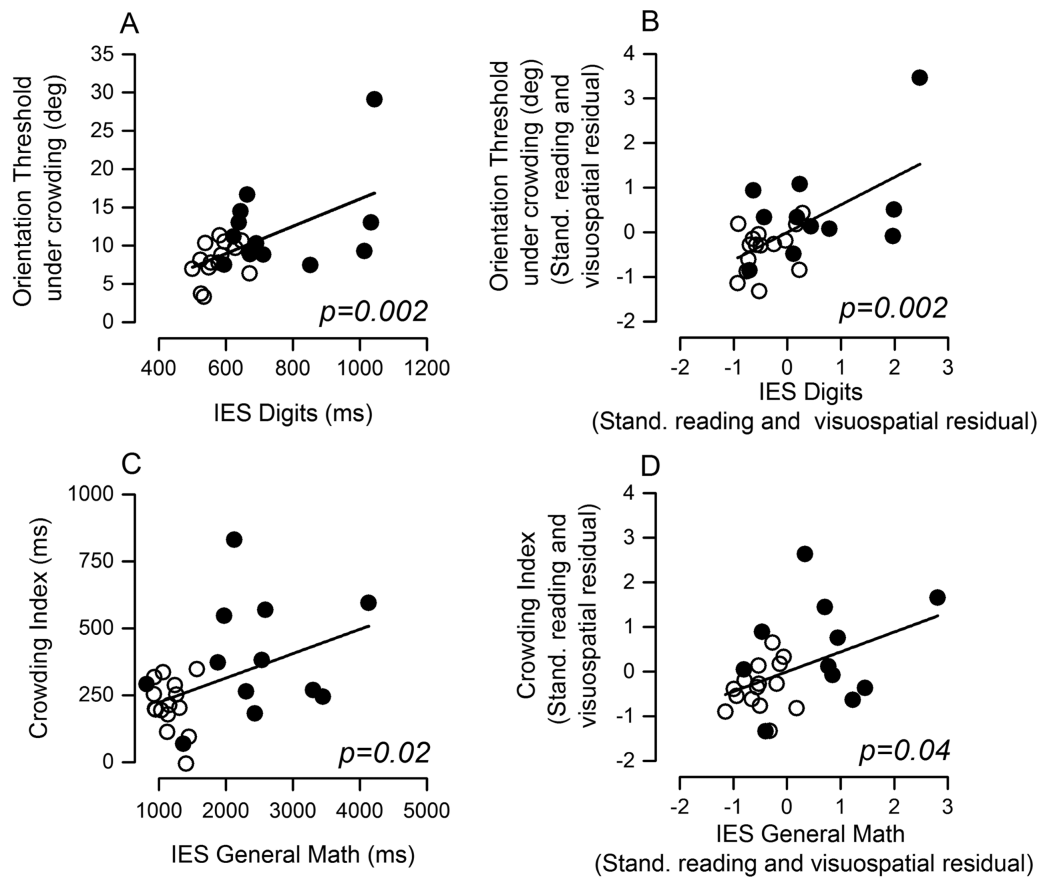 A
Orientation Threshold
under crowding (deg)
35
30
25
20
15
10
5
0
p=0.002
400 600 800 1000 1200
IES Digits (ms)
B
Orientation Threshold
under crowding (deg)
(Stand. reading and
visuospatial residual)
4
3
2
1
0
-1
-2
p=0.002
-2 -1 0 1 2 3
IES Digits
(Stand. reading and visuospatial residual)
C
Crowding Index (ms)
1000
750
500
250
0
p=0.02
1000 2000 3000 4000 5000
IES General Math (ms)
D
Crowding Index
(Stand. reading and
visuospatial residual)
4
3
2
1
0
-1
-2
p=0.04
-2 -1 0 1 2 3
IES General Math
(Stand. reading and visuospatial residual)